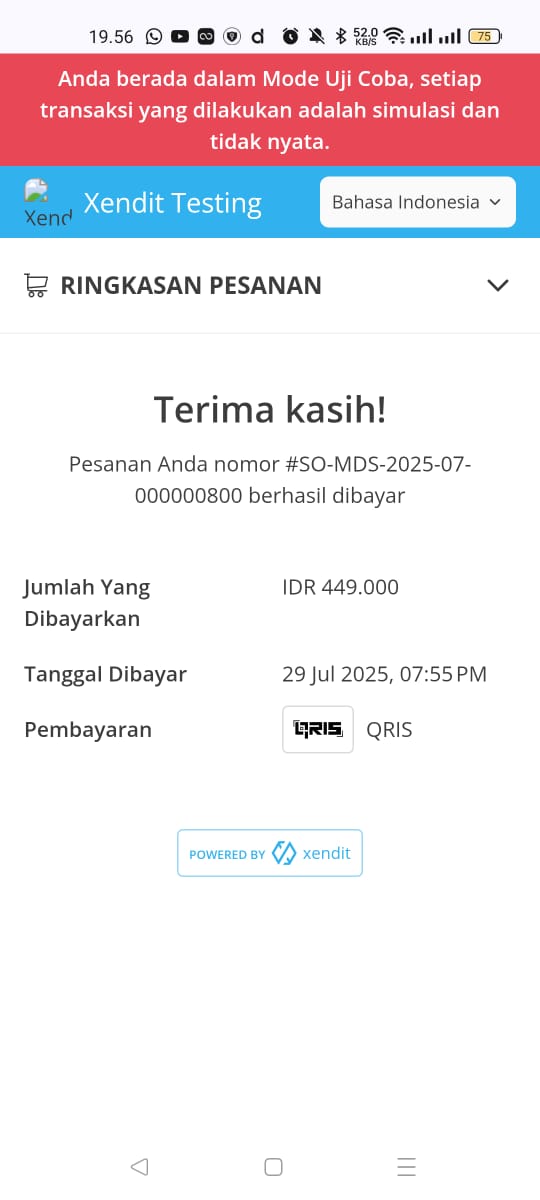 19.56 d 52.0 KB/S 75
Anda berada dalam Mode Uji Coba, setiap
transaksi yang dilakukan adalah simulasi dan
tidak nyata.
Xend
Xendit Testing
Bahasa Indonesia
RINGKASAN PESANAN
Terima kasih!
Pesanan Anda nomor #SO-MDS-2025-07-
000000800 berhasil dibayar
Jumlah Yang
Dibayarkan
IDR 449.000
Tanggal Dibayar
29 Jul 2025, 07:55 PM
Pembayaran
QRIS QRIS
POWERED BY xendit